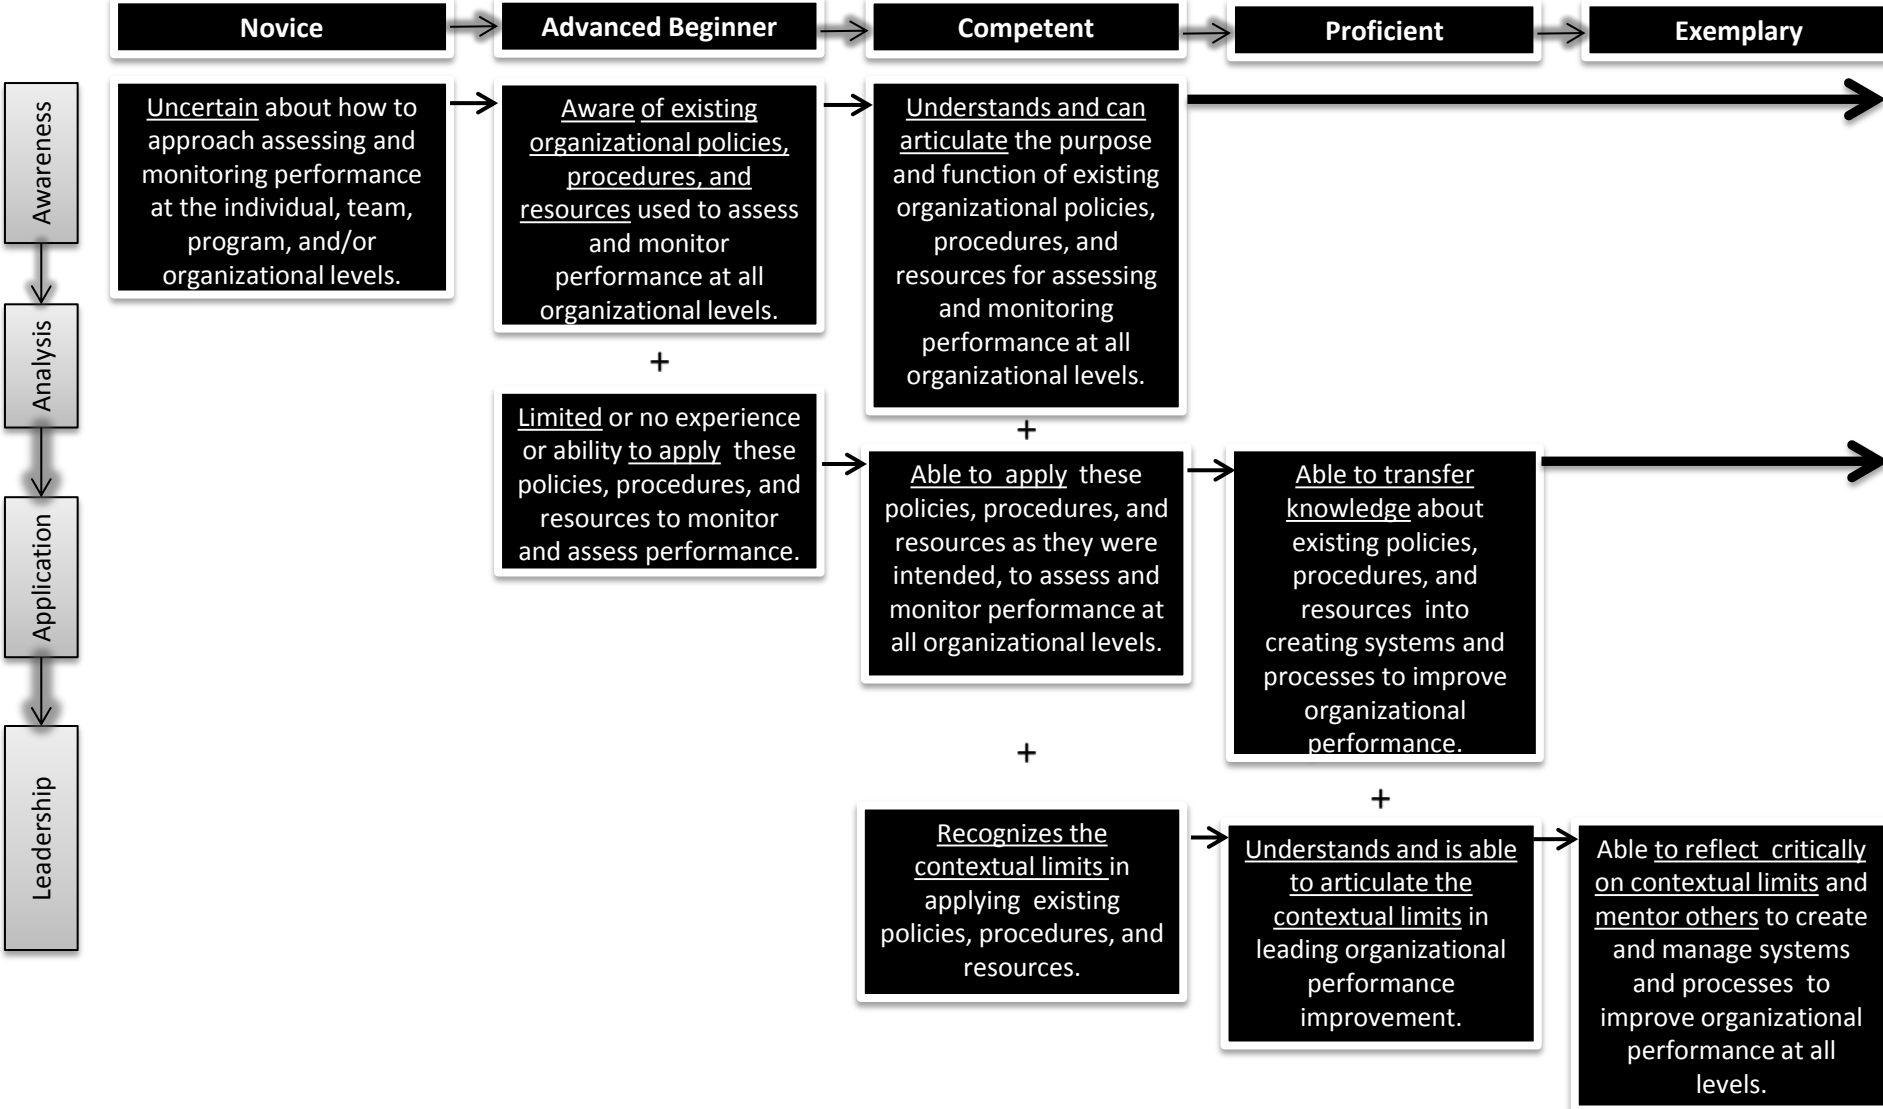 Novice
Advanced Beginner
Competent
Proficient
Exemplary
Awareness
Analysis
Application
Leadership
Uncertain about how to
approach assessing and
monitoring performance
at the individual, team,
program, and/or
organizational levels.
Aware of existing
organizational policies,
procedures, and
resources used to assess
and monitor
performance at all
organizational levels.
+
Limited or no experience
or ability to apply these
policies, procedures, and
resources to monitor
and assess performance.
Understands and can
articulate the purpose
and function of existing
organizational policies,
procedures, and
resources for assessing
and monitoring
performance at all
organizational levels.
+
Able to apply these
policies, procedures, and
resources as they were
intended, to assess and
monitor performance at
all organizational levels.
+
Recognizes the
contextual limits in
applying existing
policies, procedures, and
resources.
Able to transfer
knowledge about
existing policies,
procedures, and
resources into
creating systems and
processes to improve
organizational
performance.
+
Understands and is able
to articulate the
contextual limits in
leading organizational
performance
improvement.
Able to reflect critically
on contextual limits and
mentor others to create
and manage systems
and processes to
improve organizational
performance at all
levels.